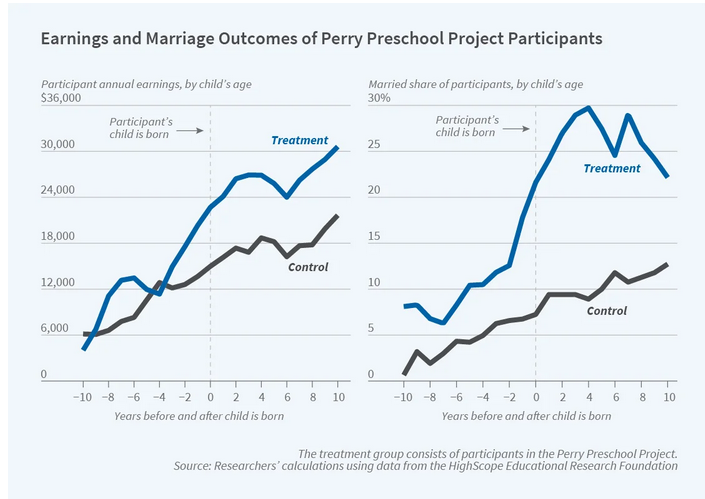 Earnings and Marriage Outcomes of Perry Preschool Project Participants
Participant annual earnings, by child's age
$36,000
Participant's
child is born
30,000
Treatment
24,000
18,000
12,000
Control
6,000
0
−10 −8 −6 −4 −2 0 2 4 6 8 10
Years before and after child is born
Married share of participants, by child's age
30%
Participant's
child is born
25
Treatment
20
15
10
Control
5
0
−10 −8 −6 −4 −2 0 2 4 6 8 10
Years before and after child is born
The treatment group consists of participants in the Perry Preschool Project.
Source: Researchers' calculations using data from the HighScope Educational Research Foundation